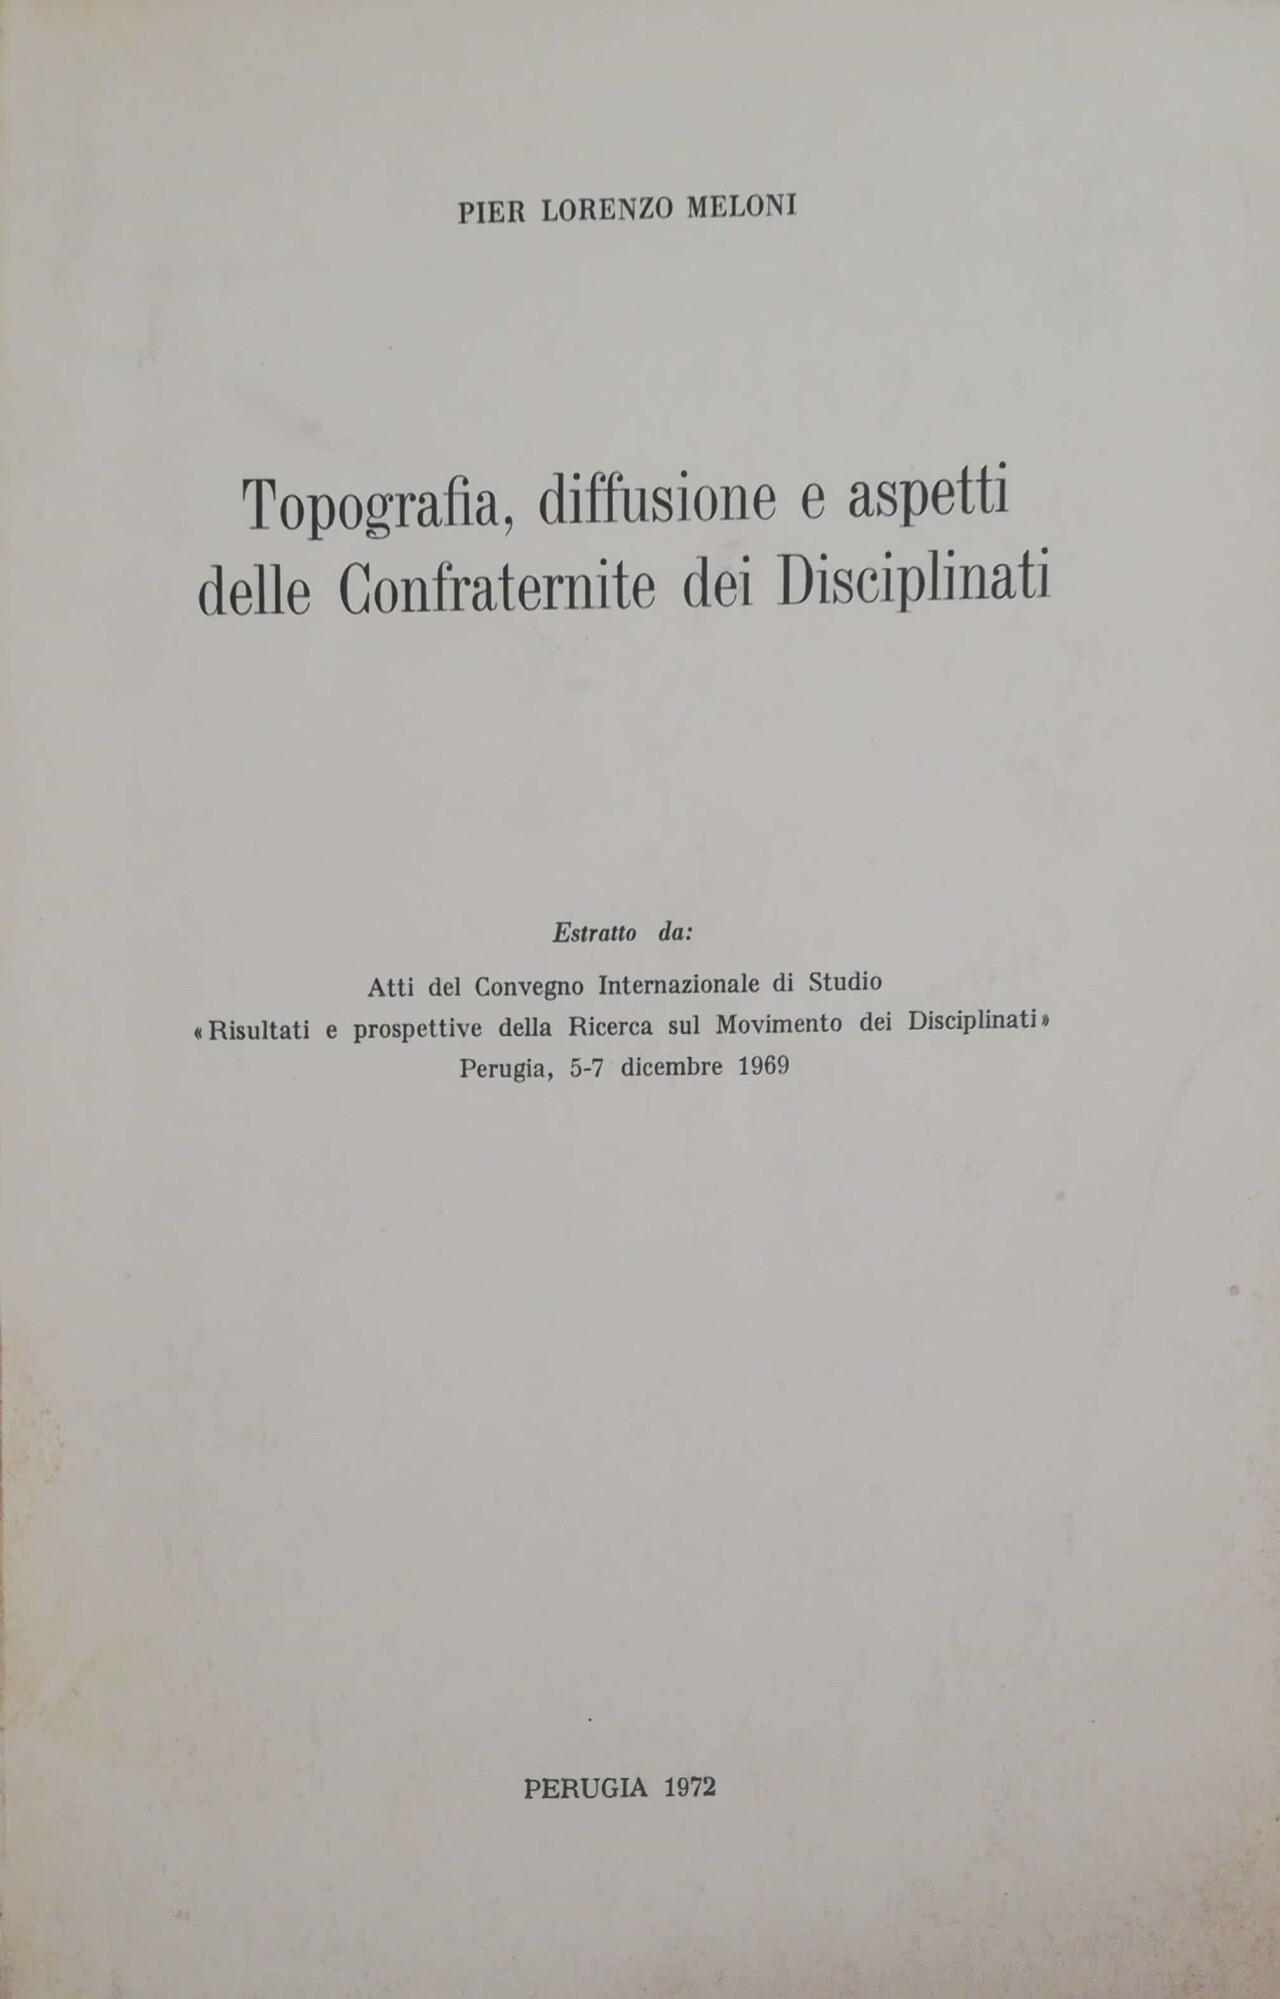 PIER LORENZO MELONI
Topografia, diffusione e aspetti
delle Confraternite dei Disciplinati
Estratto da:
Atti del Convegno Internazionale di Studio
« Risultati e prospettive della Ricerca sul Movimento dei Disciplinati »
Perugia, 5-7 dicembre 1969
PERUGIA 1972